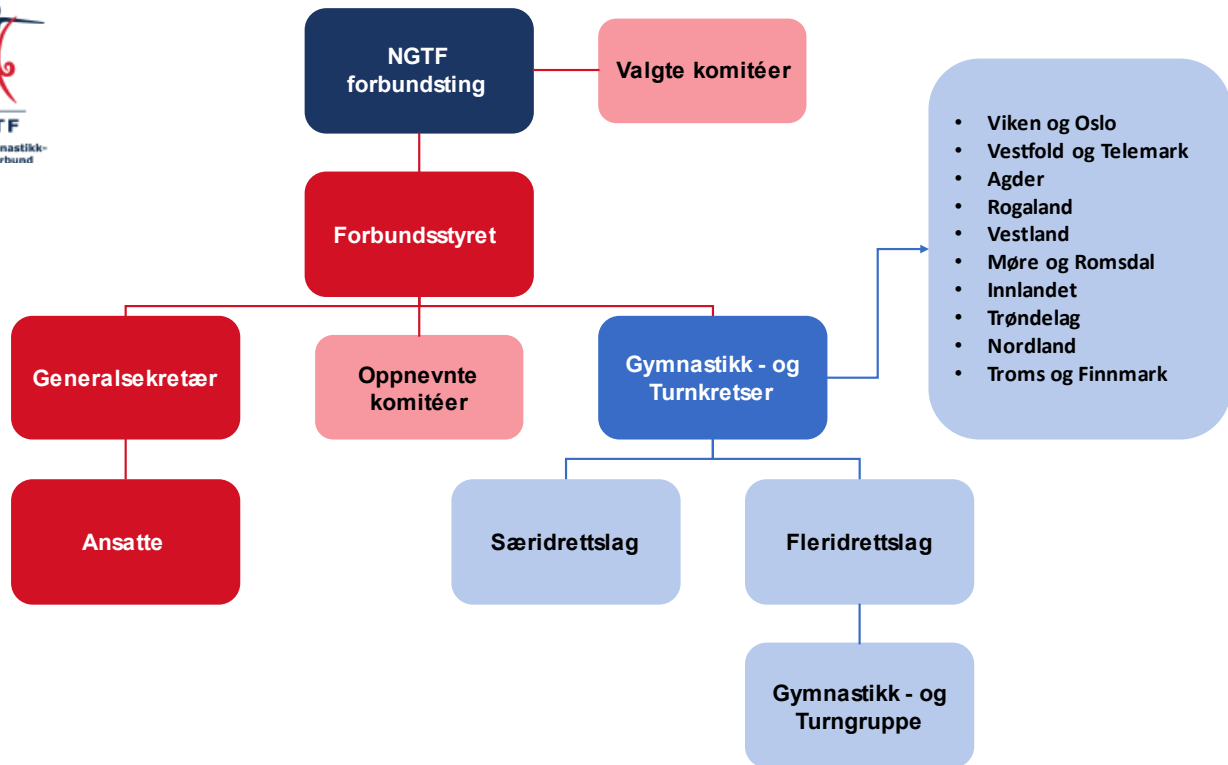 NGTF
forbundsting
Valgte komitéer
TF
nastikk-
rbund
Viken og Oslo
Vestfold og Telemark
Agder
Rogaland
Vestland
Møre og Romsdal
Innlandet
Trøndelag
Nordland
Troms og Finnmark
Forbundsstyret
Generalsekretær
Oppnevnte
komitéer
Gymnastikk - og
Turnkretser
Ansatte
Særidrettslag
Fleridrettslag
Gymnastikk - og
Turngruppe